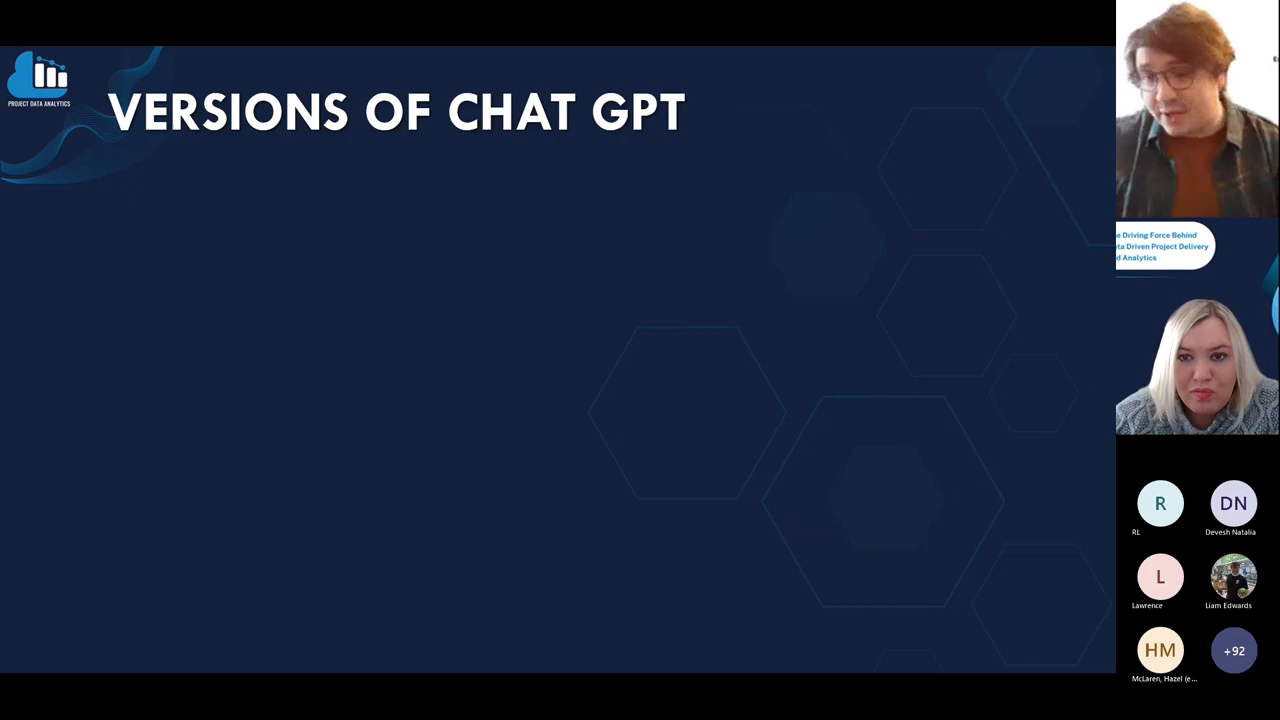 PROJECT DATA ANALYTICS
VERSIONS OF CHAT GPT
Driving Force Behind
Driven Project Delivery
Analytics
R
DN
RL
Devesh Natalia
L
Lawrence
Liam Edwards
HM
+92
McLaren, Hazel (e...